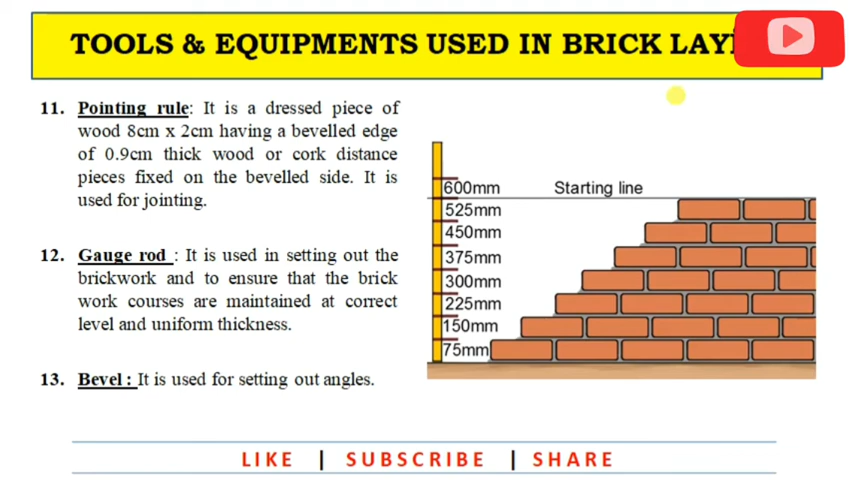 TOOLS & EQUIPMENTS USED IN BRICK
11. Pointing rule: It is a dressed piece of
wood 8cm x 2cm having a bevelled edge
of 0.9cm thick wood or cork distance
pieces fixed on the bevelled side. It is
used for jointing.
12. Gauge rod : It is used in setting out the
brickwork and to ensure that the brick
work courses are maintained at correct
level and uniform thickness.
13. Bevel : It is used for setting out angles.
600mm Starting line
525mm
450mm
375mm
300mm
225mm
150mm
75mm
LIKE | SUBSCRIBE | SHARE